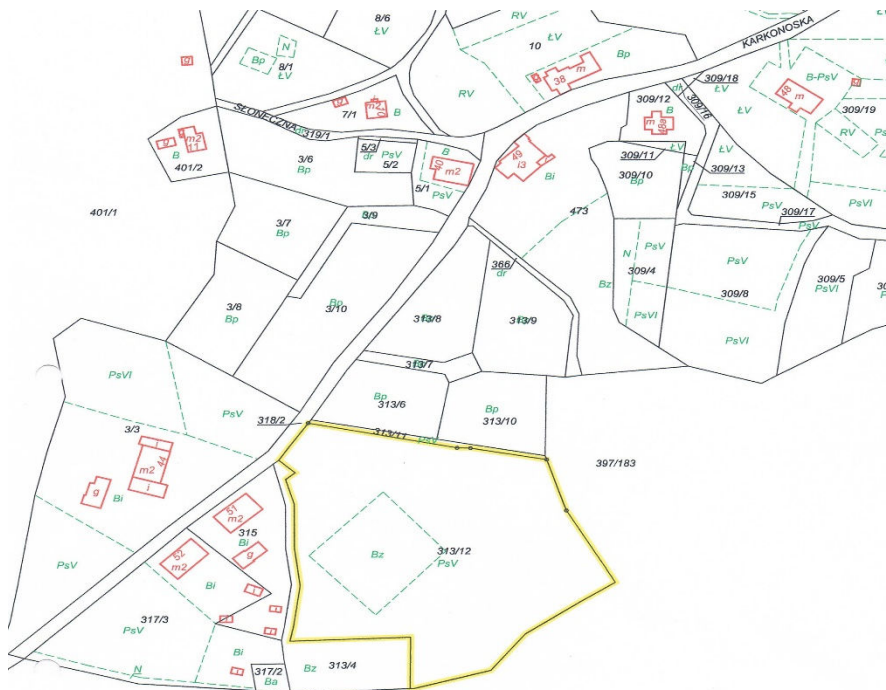 8/6
ŁV
N
Bp
8/1
ŁV
g
RV
ŁV
10
Bp
38
RV
KARKONOSKA
ŁV
309/18
dr
309/16
309/12
B
m
48a
ŁV
B-PsV
48
m
309/19
RV
SŁONECZNA
319/1
7/1
m2
B
g
m2
11
B
401/2
3/6
Bp
5/3
dr
PsV
5/2
B
40
m2
5/1
PsV
49
i3
Bi
309/11
309/10
Bp
ŁV
309/13
Bp
309/15
PsV
309/17
PsV
PsVI
401/1
3/7
Bp
3/9
473
366
dr
N
PsV
309/4
Bz
PsV
309/8
309/5
PsVI
3/8
Bp
Bp
3/10
313/8
313/9
PsVI
PsVI
313/7
PsVI
PsV
Bp
313/6
Bp
313/10
318/2
313/11
PsV
3/3
44
m2
i
i
g
Bi
397/183
51
m2
315
Bi
g
52
m2
Bi
Bz
313/12
PsV
PsV
317/3
PsV
N
Bi
i
i
i
i
317/2
Ba
Bz
313/4